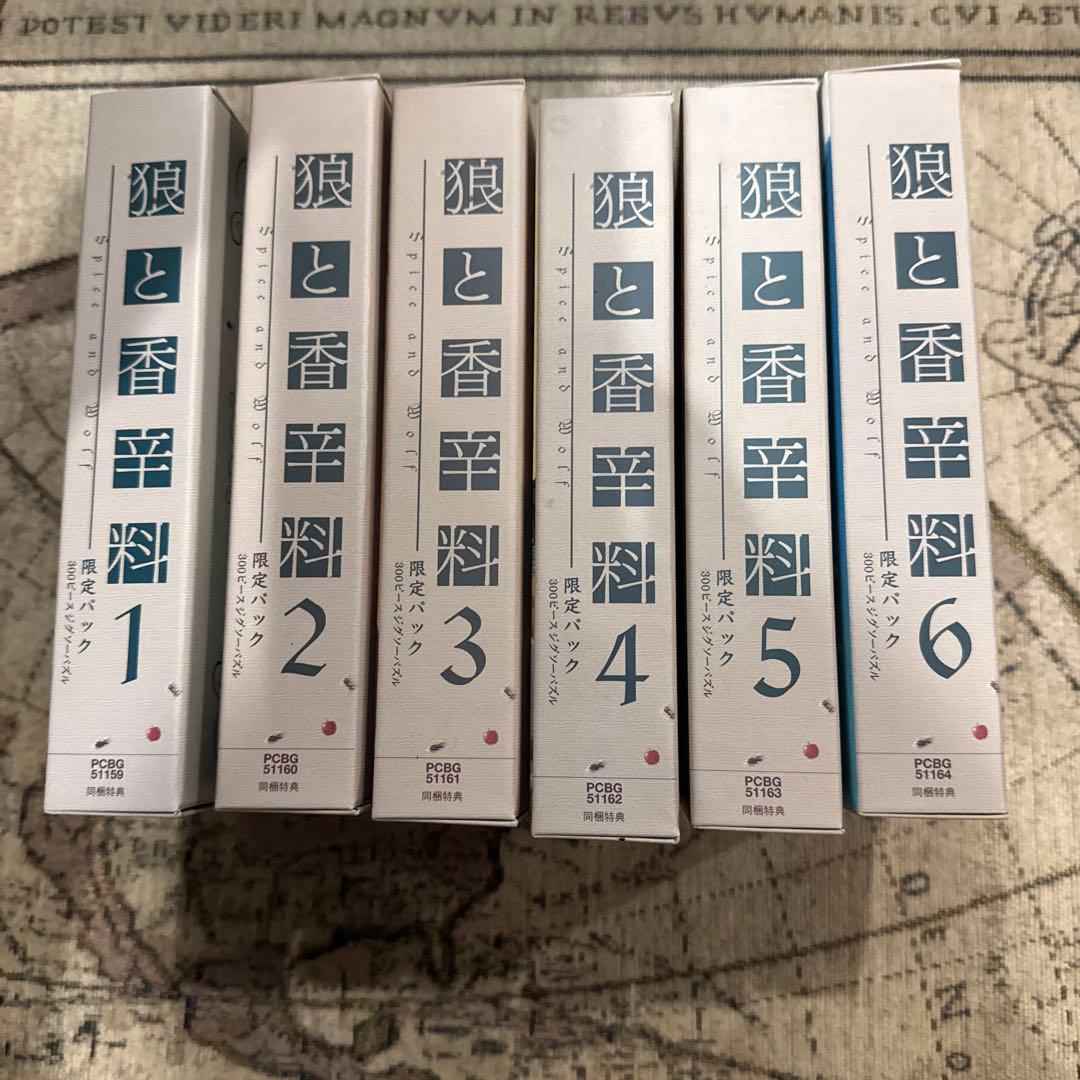 POTEST VIDERI MAGNVM IN REBVS HVMANIS, CVI AET
狼と香辛料
Spice and Wolf
限定パック
300ピースジグソーパズル
1
PCBG
51159
同梱特典
狼と香辛料
Spice and Wolf
限定パック
300ピースジグソーパズル
2
PCBG
51160
同梱特典
狼と香辛料
Spice and Wolf
限定パック
300ピースジグソーパズル
3
PCBG
51161
同梱特典
狼と香辛料
Spice and Wolf
限定パック
300ピースジグソーパズル
4
PCBG
51162
同梱特典
狼と香辛料
Spice and Wolf
限定パック
300ピースジグソーパズル
5
PCBG
51163
同梱特典
狼と香辛料
Spice and Wolf
限定パック
300ピースジグソーパズル
6
PCBG
51164
同梱特典